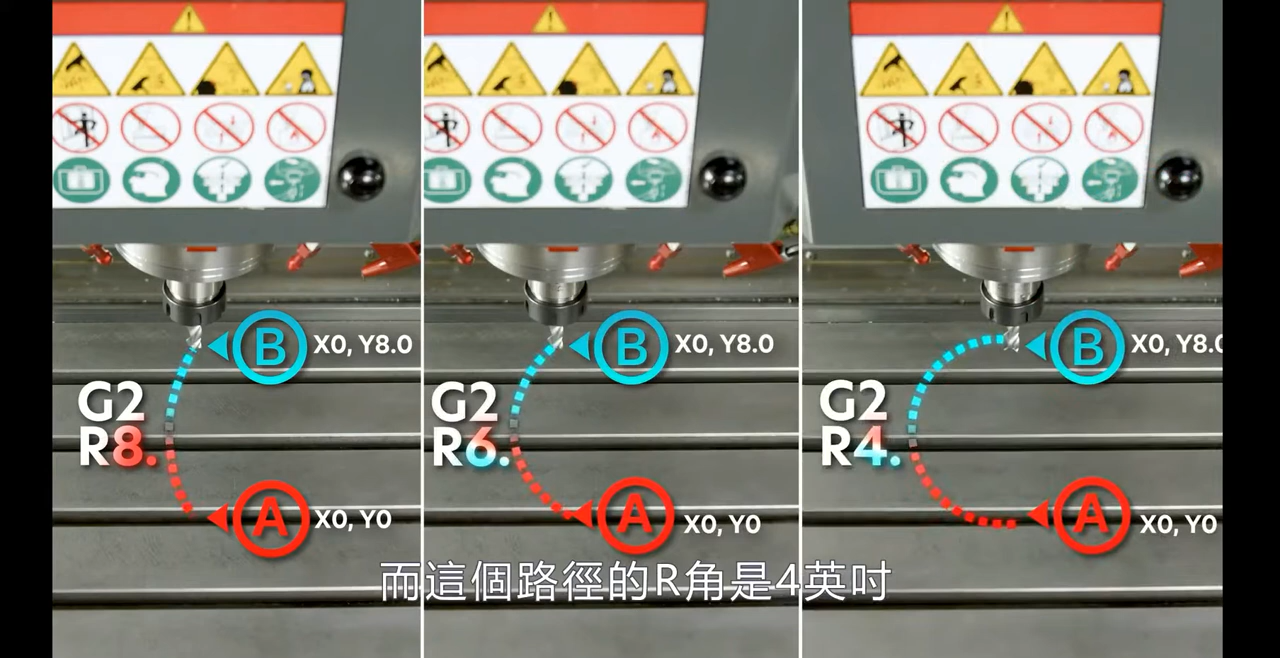 B X0, Y8.0
G2
R8.
A X0, Y0
B X0, Y8.0
G2
R6.
A X0, Y0
B X0, Y8.0
G2
R4.
A X0, Y0
而這個路徑的R角是4英吋